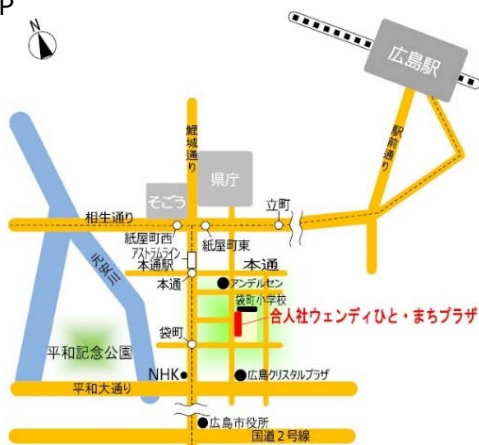 P
N
広島駅
鯉城通り
駅前通り
県庁
そごう
立町
相生通り
紙屋町西
紙屋町東
アストラムライン
本通駅
本通
本通
元安川
アンデルセン
袋町小学校
合人社ウェンディひと・まちプラザ
袋町
平和記念公園
NHK
広島クリスタルプラザ
平和大通り
広島市役所
国道2号線